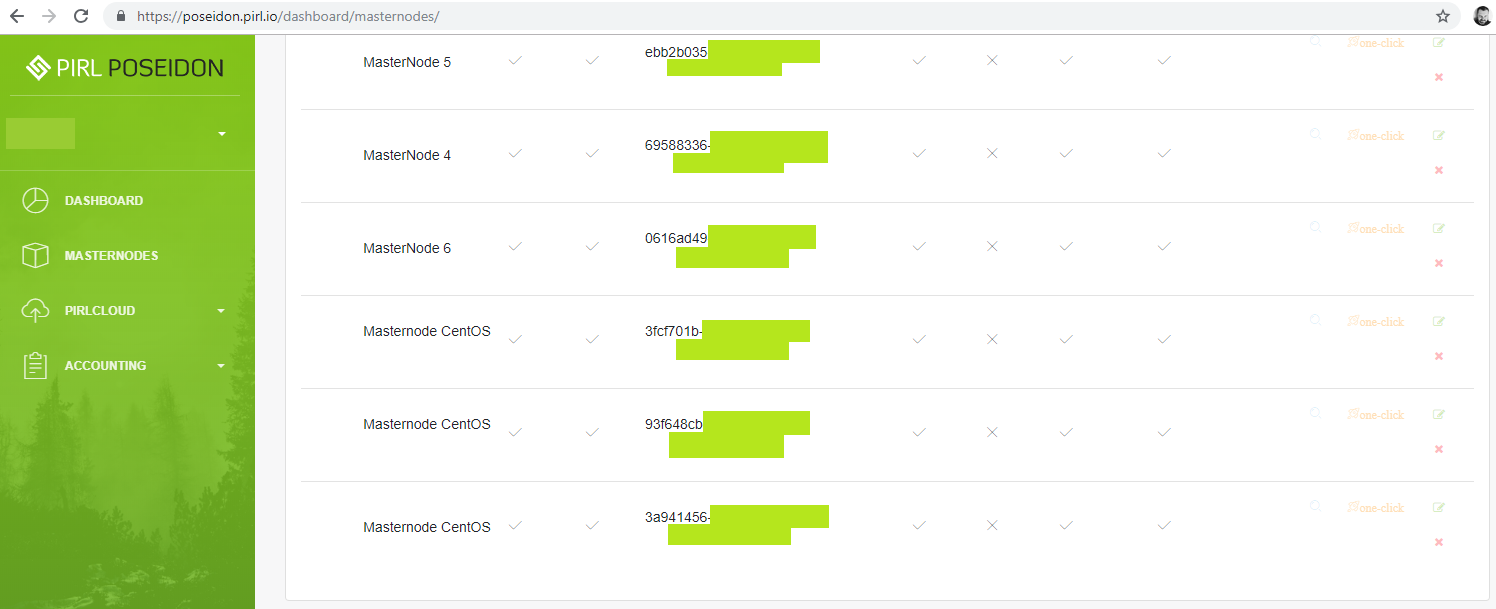 https://poseidon.pirl.io/dashboard/masternodes/
PIRL POSEIDON
DASHBOARD
MASTERNODES
PIRLCLOUD
ACCOUNTING
MasterNode 5 ebb2b035 one-click
MasterNode 4 69588336- one-click
MasterNode 6 0616ad49 one-click
Masternode CentOS 3fcf701b- one-click
Masternode CentOS 93f648cb one-click
Masternode CentOS 3a941456- one-click